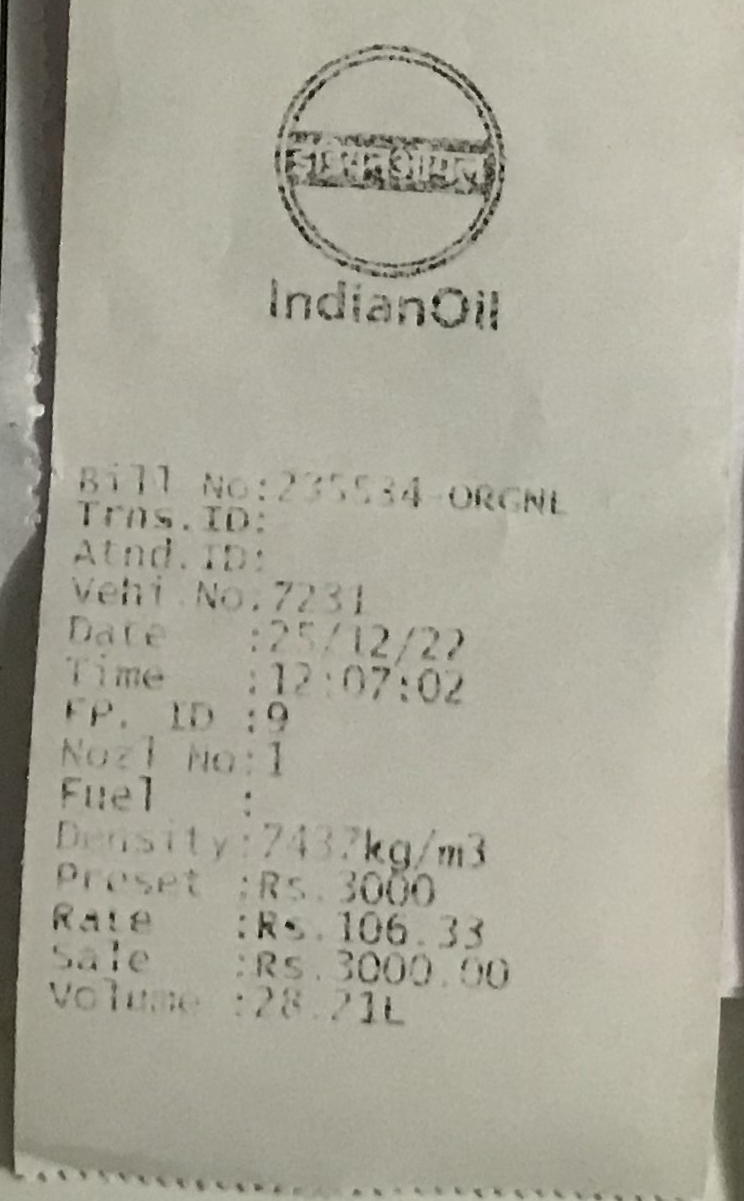 इंडियनऑयल
IndianOil
Bill No:235534-ORGNL
Trns.ID:
Atnd.ID:
Vehi.No:7231
Date :25/12/22
Time :12:07:02
FP. ID :9
Nozl No:1
Fuel :
Density:7437kg/m3
Preset :Rs.3000
Rate :Rs.106.33
Sale :Rs.3000.00
Volume :28.21L